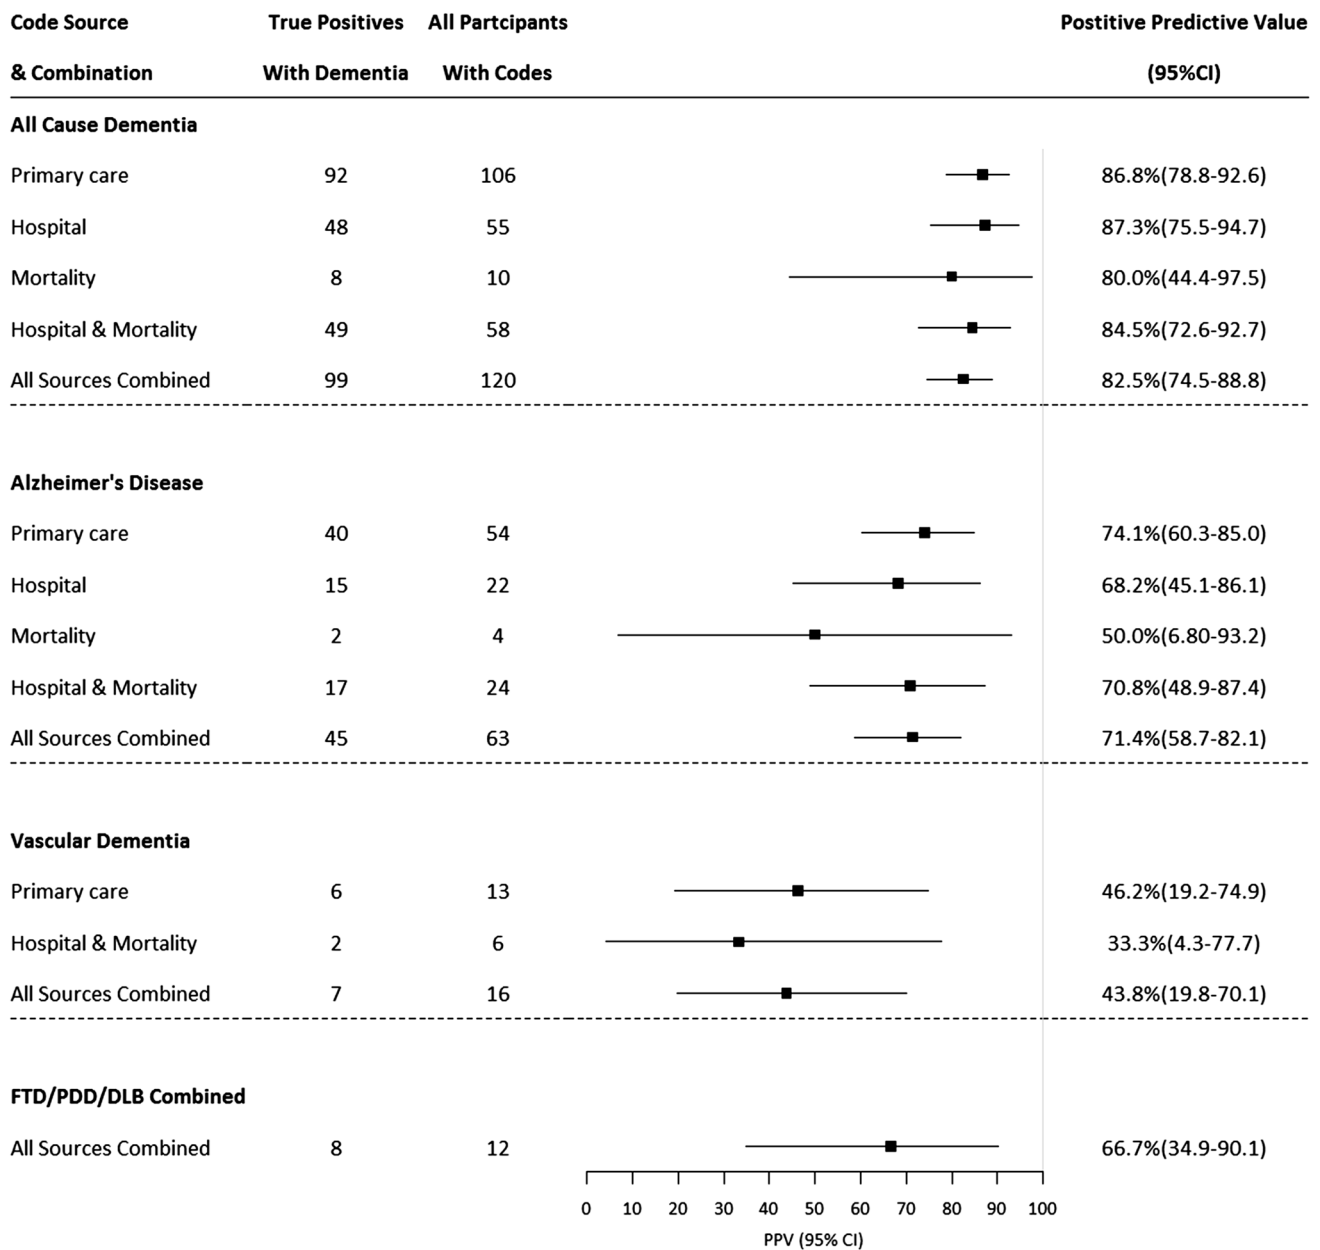 Code Source True Positives All Partcipants Postitive Predictive Value
& Combination With Dementia With Codes (95%CI)
All Cause Dementia
Primary care 92 106 86.8%(78.8-92.6)
Hospital 48 55 87.3%(75.5-94.7)
Mortality 8 10 80.0%(44.4-97.5)
Hospital & Mortality 49 58 84.5%(72.6-92.7)
All Sources Combined 99 120 82.5%(74.5-88.8)
Alzheimer's Disease
Primary care 40 54 74.1%(60.3-85.0)
Hospital 15 22 68.2%(45.1-86.1)
Mortality 2 4 50.0%(6.80-93.2)
Hospital & Mortality 17 24 70.8%(48.9-87.4)
All Sources Combined 45 63 71.4%(58.7-82.1)
Vascular Dementia
Primary care 6 13 46.2%(19.2-74.9)
Hospital & Mortality 2 6 33.3%(4.3-77.7)
All Sources Combined 7 16 43.8%(19.8-70.1)
FTD/PDD/DLB Combined
All Sources Combined 8 12 66.7%(34.9-90.1)
0 10 20 30 40 50 60 70 80 90 100
PPV (95% CI)